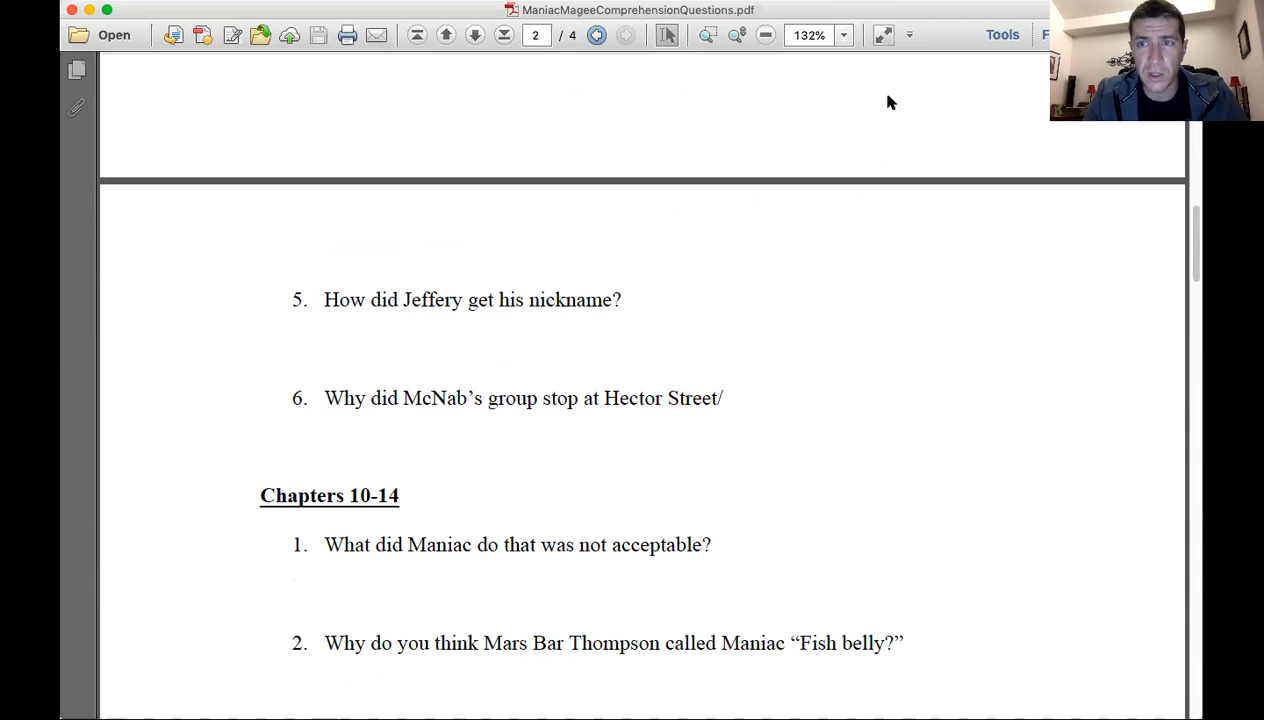 ManiacMageeComprehensionQuestions.pdf
Open
2
/ 4
132%
Tools
F
5. How did Jeffery get his nickname?
6. Why did McNab’s group stop at Hector Street/
Chapters 10-14
1. What did Maniac do that was not acceptable?
2. Why do you think Mars Bar Thompson called Maniac “Fish belly?”